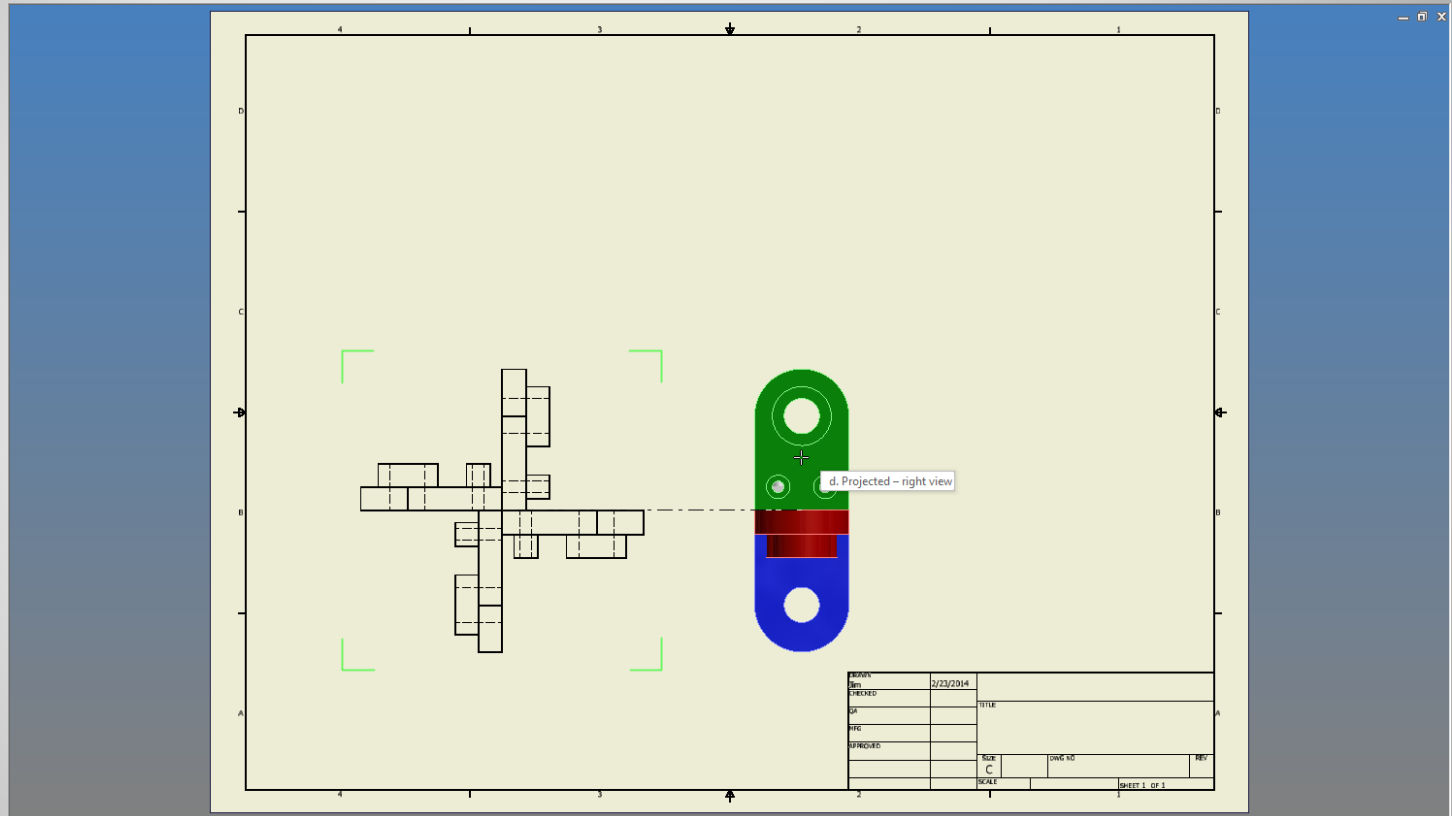 4 3 2 1
D D
C C
d. Projected – right view
B B
DRAWN
Jim 2/23/2014
CHECKED
TITLE
A A
QA
MFG
APPROVED
SIZE DWG NO REV
C
SCALE
SHEET 1 OF 1
4 3 2 1